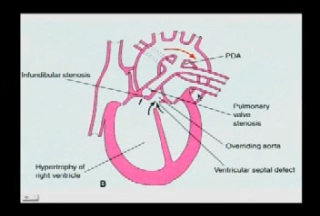 PDA
Infundibular stenosis
Pulmonary
valve
stenosis
Overriding aorta
Hypertrophy of
right ventricle
Ventricular septal defect
B